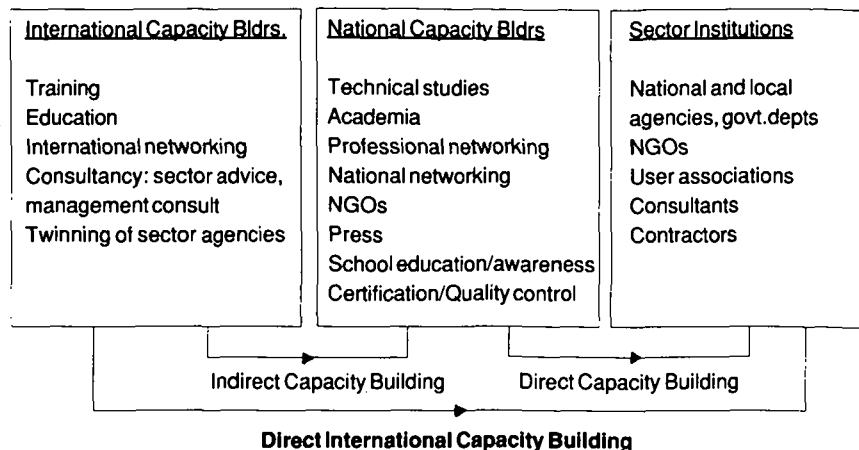 International Capacity Bldrs.
Training
Education
International networking
Consultancy: sector advice,
management consult
Twinning of sector agencies
National Capacity Bldrs
Technical studies
Academia
Professional networking
National networking
NGOs
Press
School education/awareness
Certification/Quality control
Sector Institutions
National and local
agencies, govt.depts
NGOs
User associations
Consultants
Contractors
Indirect Capacity Building
Direct Capacity Building
Direct International Capacity Building